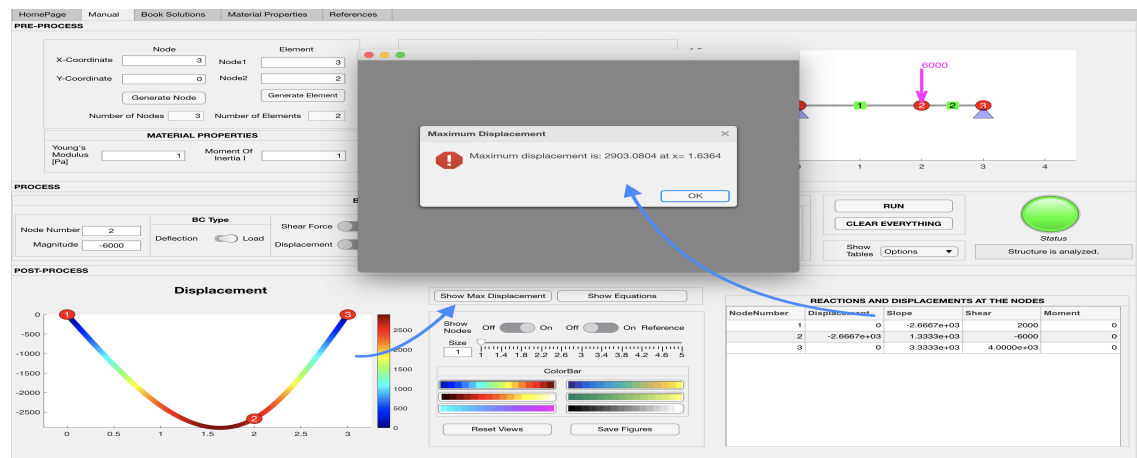 HomePage Manual Book Solutions Material Properties References
PRE-PROCESS
Node Element
X-Coordinate 3 Node1 3
Y-Coordinate 0 Node2 2
Generate Node Generate Element
Number of Nodes 3 Number of Elements 2
MATERIAL PROPERTIES
Young's Modulus [Pa] 1 Moment Of Inertia I 1
6000
1 2 2 3
1 2 3 4
Maximum Displacement
Maximum displacement is: 2903.0804 at x= 1.6364
OK
PROCESS
BC Type
Node Number 2
Magnitude -6000
Deflection Load
Shear Force
Displacement
RUN
CLEAR EVERYTHING
Show Tables Options
Status
Structure is analyzed.
POST-PROCESS
Displacement
0
-500
-1000
-1500
-2000
-2500
1 2 3
0 0.5 1 1.5 2 2.5 3
2500
2000
1500
1000
500
0
Show Max Displacement Show Equations
Show Nodes Off On Off On Reference
Size
1
1 1.4 1.8 2.2 2.6 3 3.4 3.8 4.2 4.6 5
ColorBar
Reset Views Save Figures
REACTIONS AND DISPLACEMENTS AT THE NODES
NodeNumber Displacement Slope Shear Moment
1 0 -2.6667e+03 2000 0
2 -2.6667e+03 1.3333e+03 -6000 0
3 0 3.3333e+03 4.0000e+03 0